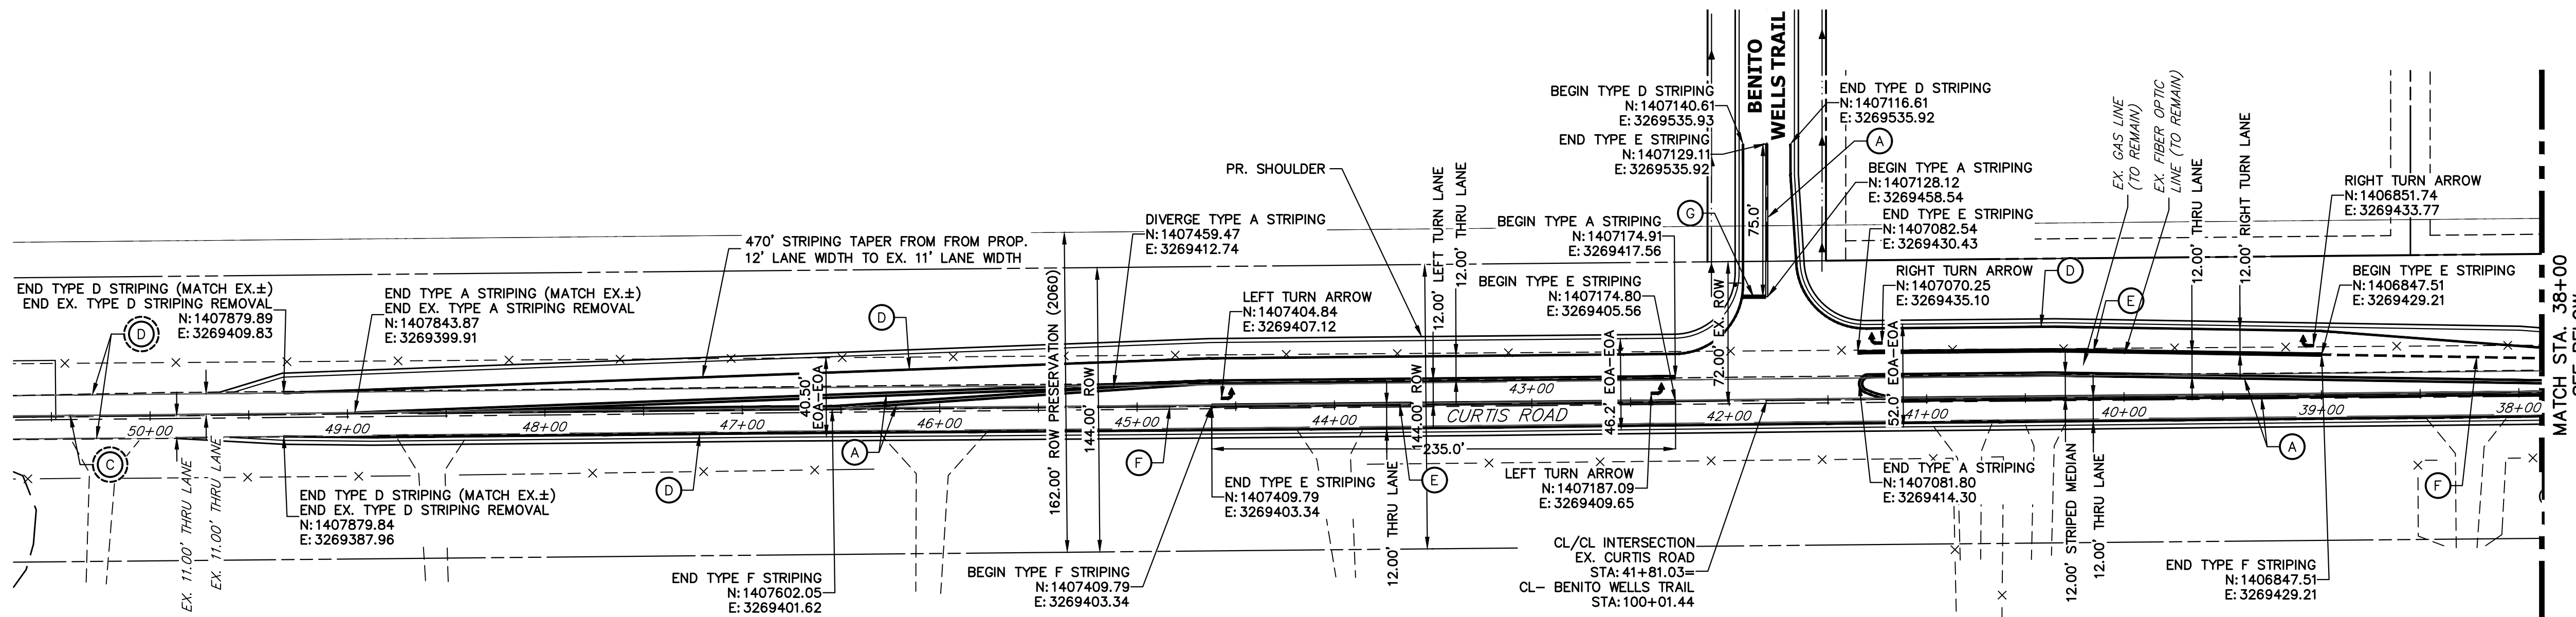 BENITO
WELLS TRAIL
BEGIN TYPE D STRIPING
N: 1407140.61
E: 3269535.93
END TYPE E STRIPING
N: 1407129.11
E: 3269535.92
END TYPE D STRIPING
N: 1407116.61
E: 3269535.92
A
BEGIN TYPE A STRIPING
N: 1407128.12
E: 3269458.54
END TYPE E STRIPING
N: 1407082.54
E: 3269430.43
RIGHT TURN ARROW
N: 1407070.25
E: 3269435.10
D
E
EX. GAS LINE
(TO REMAIN)
EX. FIBER OPTIC
LINE (TO REMAIN)
12.00' THRU LANE
12.00' RIGHT TURN LANE
RIGHT TURN ARROW
N: 1406851.74
E: 3269433.77
BEGIN TYPE E STRIPING
N: 1406847.51
E: 3269429.21
MATCH STA. 38+00
SEE BELOW
PR. SHOULDER
12.00' LEFT TURN LANE
12.00' THRU LANE
BEGIN TYPE A STRIPING
N: 1407174.91
E: 3269417.56
BEGIN TYPE E STRIPING
N: 1407174.80
E: 3269405.56
G
75.0'
72.00' EX. ROW
DIVERGE TYPE A STRIPING
N: 1407459.47
E: 3269412.74
470' STRIPING TAPER FROM FROM PROP.
12' LANE WIDTH TO EX. 11' LANE WIDTH
LEFT TURN ARROW
N: 1407404.84
E: 3269407.12
END TYPE D STRIPING (MATCH EX.±)
END EX. TYPE D STRIPING REMOVAL
N: 1407879.89
E: 3269409.83
D
END TYPE A STRIPING (MATCH EX.±)
END EX. TYPE A STRIPING REMOVAL
N: 1407843.87
E: 3269399.91
D
40.50'
EOA-EOA
162.00' ROW PRESERVATION (2060)
144.00' ROW
144.00' ROW
46.2' EOA-EOA
52.0' EOA-EOA
50+00
49+00
48+00
47+00
46+00
45+00
44+00
43+00
42+00
41+00
40+00
39+00
38+00
CURTIS ROAD
235.0'
C
A
D
F
E
A
F
EX. 11.00' THRU LANE
EX. 11.00' THRU LANE
END TYPE D STRIPING (MATCH EX.±)
END EX. TYPE D STRIPING REMOVAL
N: 1407879.84
E: 3269387.96
END TYPE F STRIPING
N: 1407602.05
E: 3269401.62
BEGIN TYPE F STRIPING
N: 1407409.79
E: 3269403.34
END TYPE E STRIPING
N: 1407409.79
E: 3269403.34
12.00' THRU LANE
LEFT TURN ARROW
N: 1407187.09
E: 3269409.65
CL/CL INTERSECTION
EX. CURTIS ROAD
STA: 41+81.03=
CL- BENITO WELLS TRAIL
STA: 100+01.44
END TYPE A STRIPING
N: 1407081.80
E: 3269414.30
12.00' STRIPED MEDIAN
12.00' THRU LANE
END TYPE F STRIPING
N: 1406847.51
E: 3269429.21